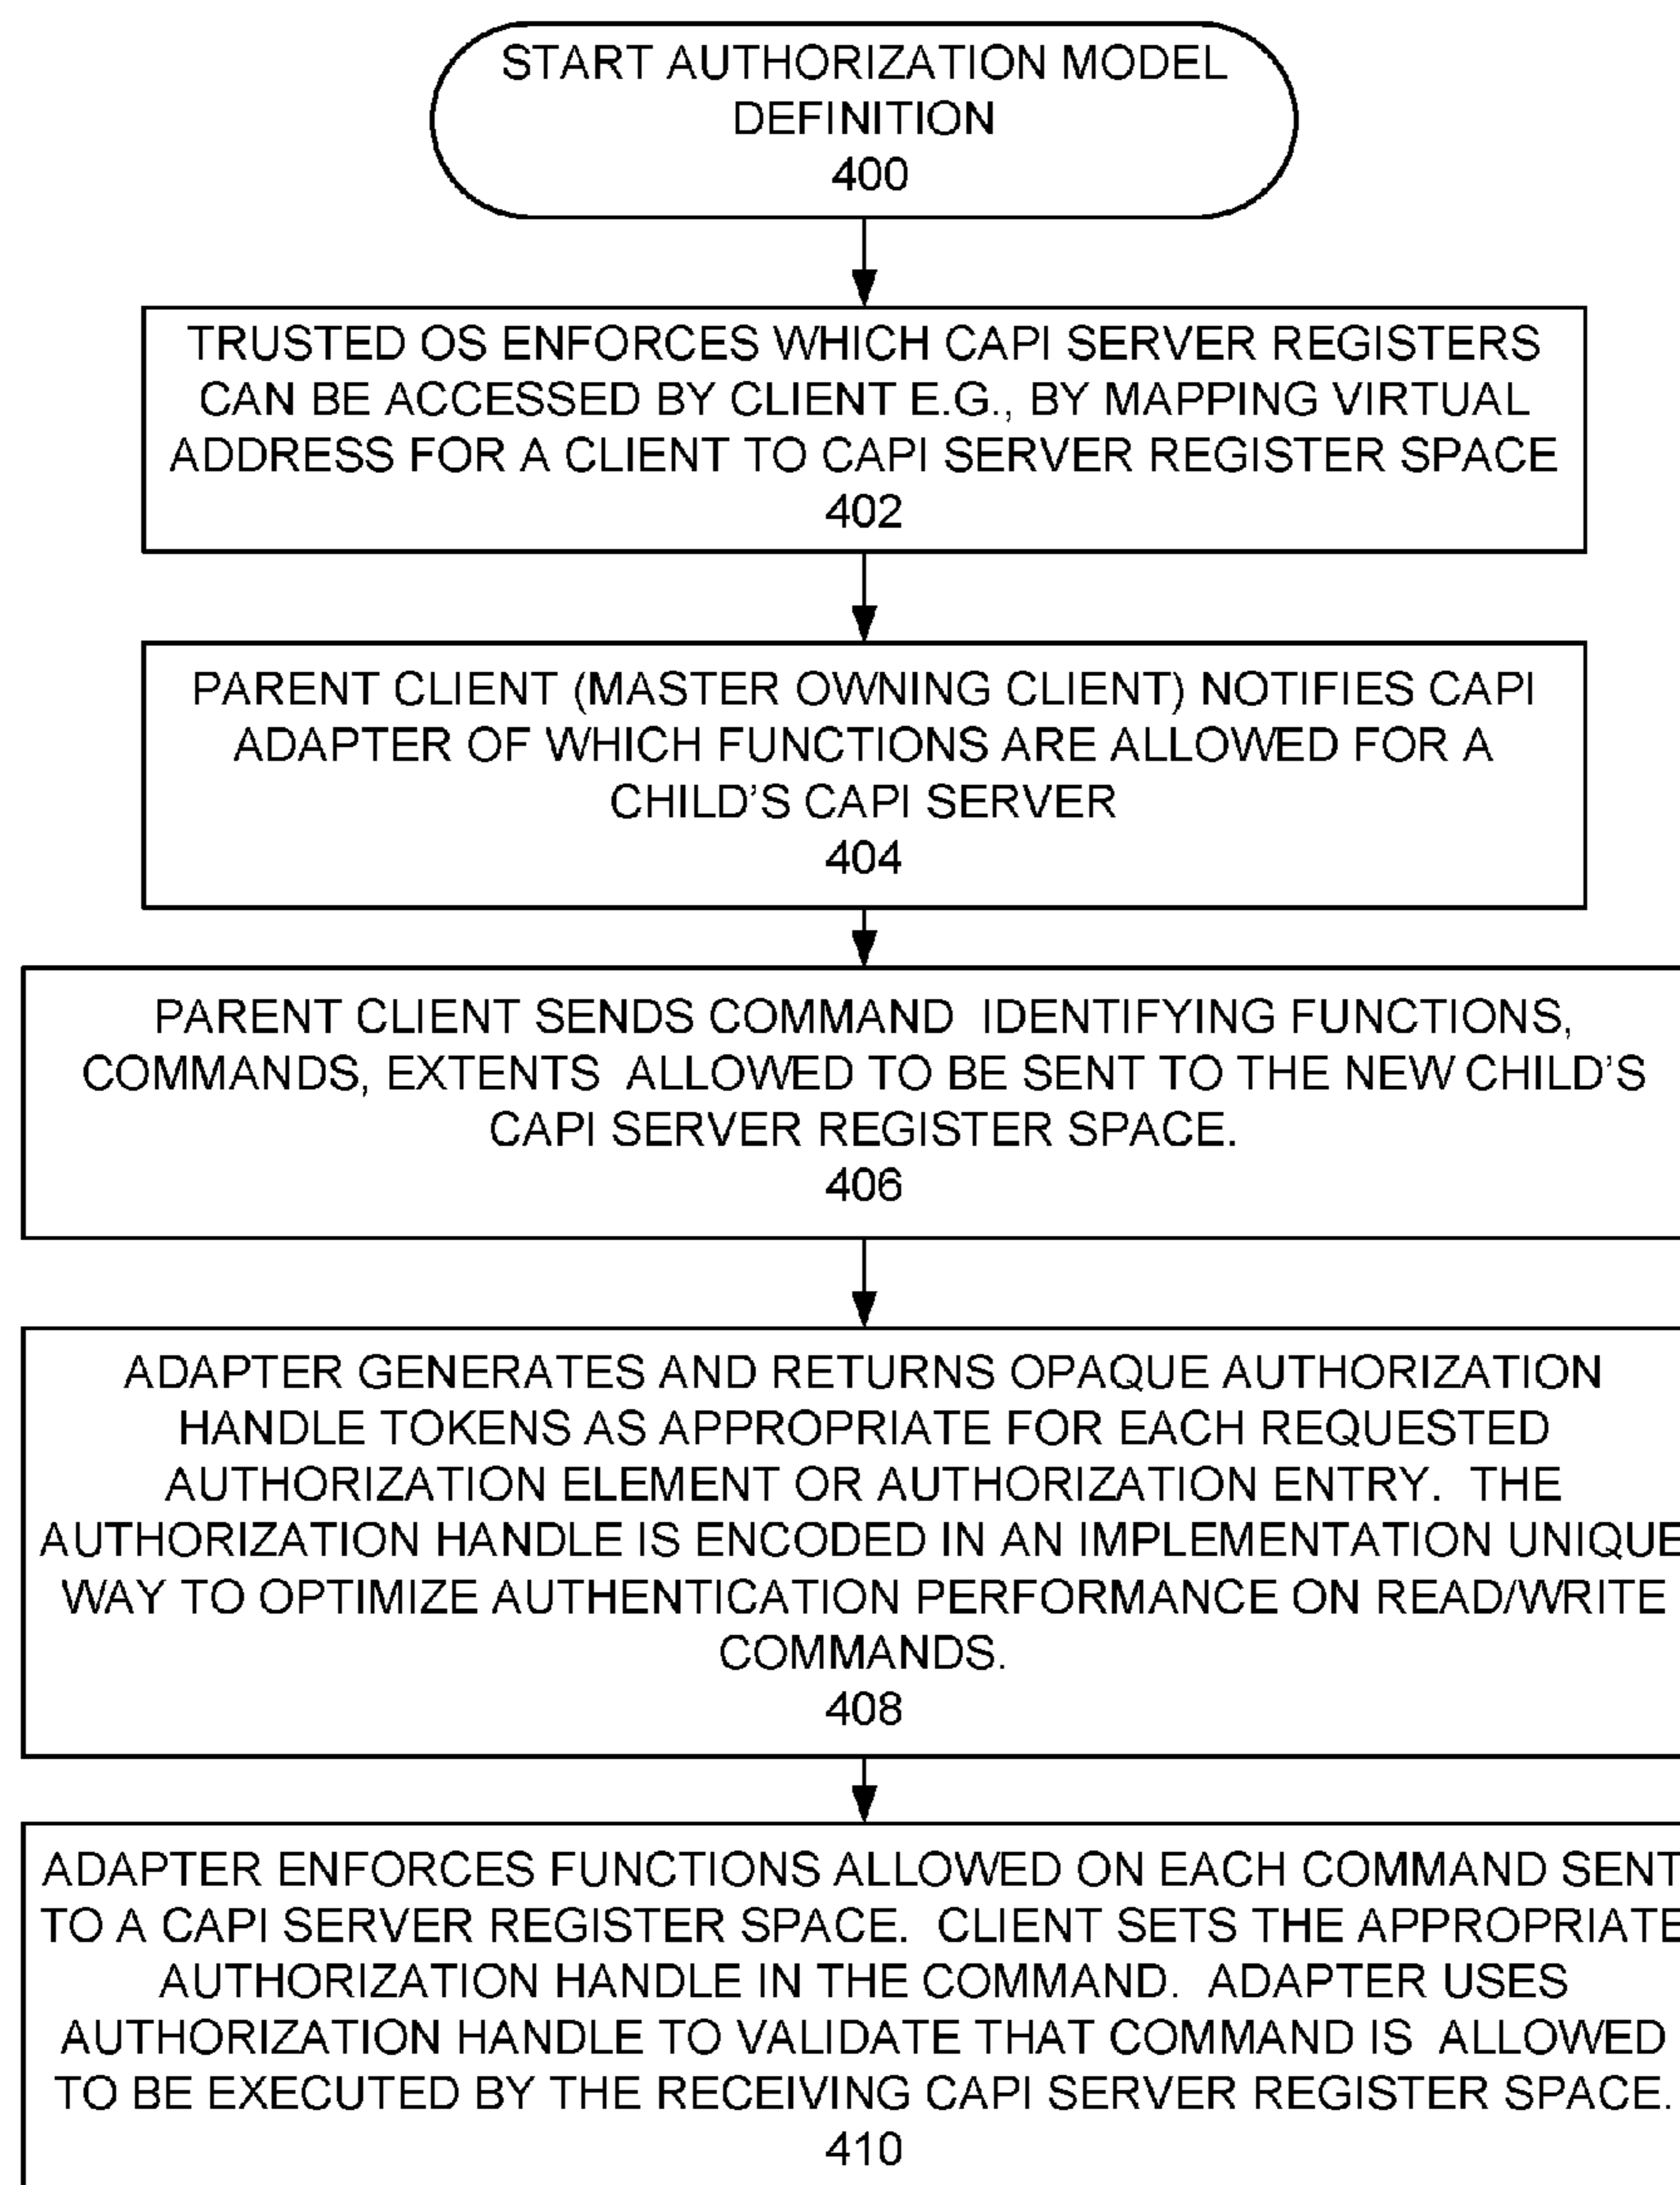 START AUTHORIZATION MODEL
DEFINITION
400
TRUSTED OS ENFORCES WHICH CAPI SERVER REGISTERS
CAN BE ACCESSED BY CLIENT E.G., BY MAPPING VIRTUAL
ADDRESS FOR A CLIENT TO CAPI SERVER REGISTER SPACE
402
PARENT CLIENT (MASTER OWNING CLIENT) NOTIFIES CAPI
ADAPTER OF WHICH FUNCTIONS ARE ALLOWED FOR A
CHILD'S CAPI SERVER
404
PARENT CLIENT SENDS COMMAND IDENTIFYING FUNCTIONS,
COMMANDS, EXTENTS ALLOWED TO BE SENT TO THE NEW CHILD'S
CAPI SERVER REGISTER SPACE.
406
ADAPTER GENERATES AND RETURNS OPAQUE AUTHORIZATION
HANDLE TOKENS AS APPROPRIATE FOR EACH REQUESTED
AUTHORIZATION ELEMENT OR AUTHORIZATION ENTRY. THE
AUTHORIZATION HANDLE IS ENCODED IN AN IMPLEMENTATION UNIQUE
WAY TO OPTIMIZE AUTHENTICATION PERFORMANCE ON READ/WRITE
COMMANDS.
408
ADAPTER ENFORCES FUNCTIONS ALLOWED ON EACH COMMAND SENT
TO A CAPI SERVER REGISTER SPACE. CLIENT SETS THE APPROPRIATE
AUTHORIZATION HANDLE IN THE COMMAND. ADAPTER USES
AUTHORIZATION HANDLE TO VALIDATE THAT COMMAND IS ALLOWED
TO BE EXECUTED BY THE RECEIVING CAPI SERVER REGISTER SPACE.
410